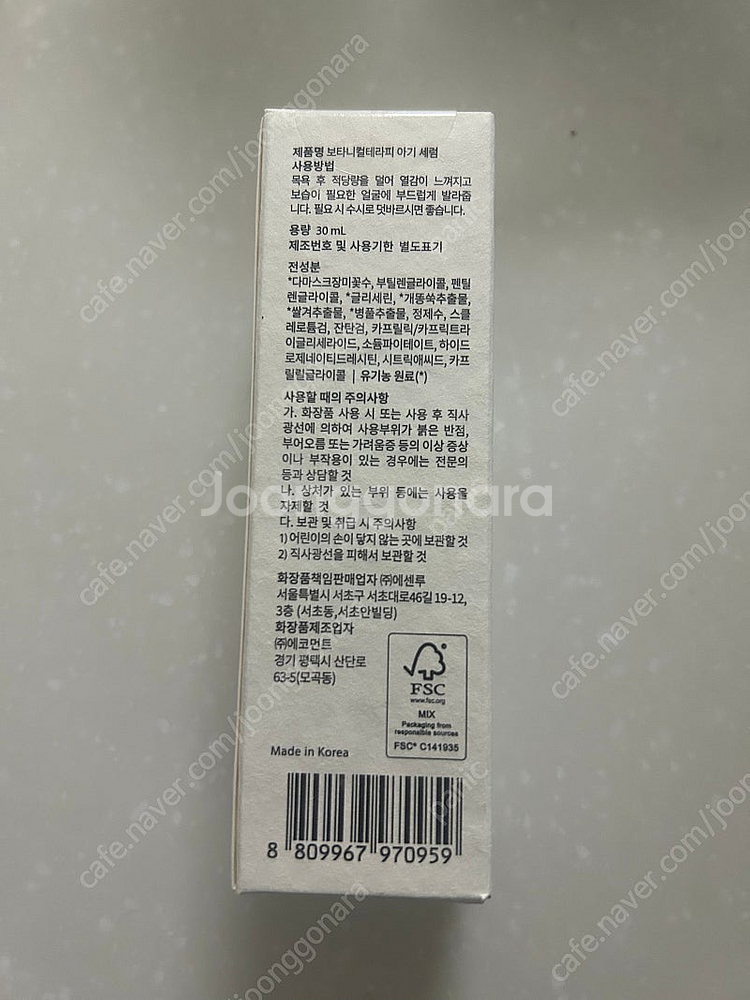 제품명 보타니컬테라피 아기 세럼
사용방법
목욕 후 적당량을 덜어 열감이 느껴지고
보습이 필요한 얼굴에 부드럽게 발라줍
니다. 필요 시 수시로 덧바르시면 좋습니다.
용량 30 mL
제조번호 및 사용기한 별도표기
전성분
*다마스크장미꽃수, 부틸렌글라이콜, 펜틸
렌글라이콜, *글리세린, *개똥쑥추출물,
*쌀겨추출물, *병풀추출물, 정제수, 스클
레로튬검, 잔탄검, 카프릴릭/카프릭트라
이글리세라이드, 소듐파이테이트, 하이드
로제네이티드레시틴, 시트릭애씨드, 카프
릴릴글라이콜 | 유기농 원료(*)
사용할 때의 주의사항
가. 화장품 사용 시 또는 사용 후 직사
광선에 의하여 사용부위가 붉은 반점,
부어오름 또는 가려움증 등의 이상 증상
이나 부작용이 있는 경우에는 전문의
등과 상담할 것
나. 상처가 있는 부위 등에는 사용을
자제할 것
다. 보관 및 취급 시 주의사항
1) 어린이의 손이 닿지 않는 곳에 보관할 것
2) 직사광선을 피해서 보관할 것
화장품책임판매업자 ㈜에센루
서울특별시 서초구 서초대로46길 19-12,
3층 (서초동,서초안빌딩)
화장품제조업자
㈜에코먼트
경기 평택시 산단로
63-5(모곡동)
FSC
www.fsc.org
MIX
Packaging from
responsible sources
FSC® C141935
Made in Korea
8 809967 970959
Joonggonara
cafe.naver.com/joonggonara